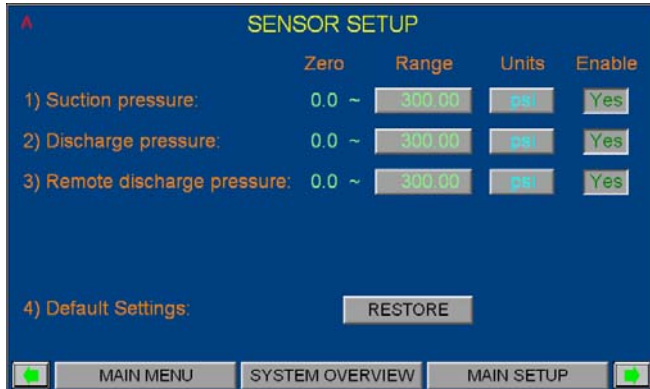 A
SENSOR SETUP
Zero Range Units Enable
1) Suction pressure: 0.0 ~ 300.00 psi Yes
2) Discharge pressure: 0.0 ~ 300.00 psi Yes
3) Remote discharge pressure: 0.0 ~ 300.00 psi Yes
4) Default Settings: RESTORE
MAIN MENU SYSTEM OVERVIEW MAIN SETUP